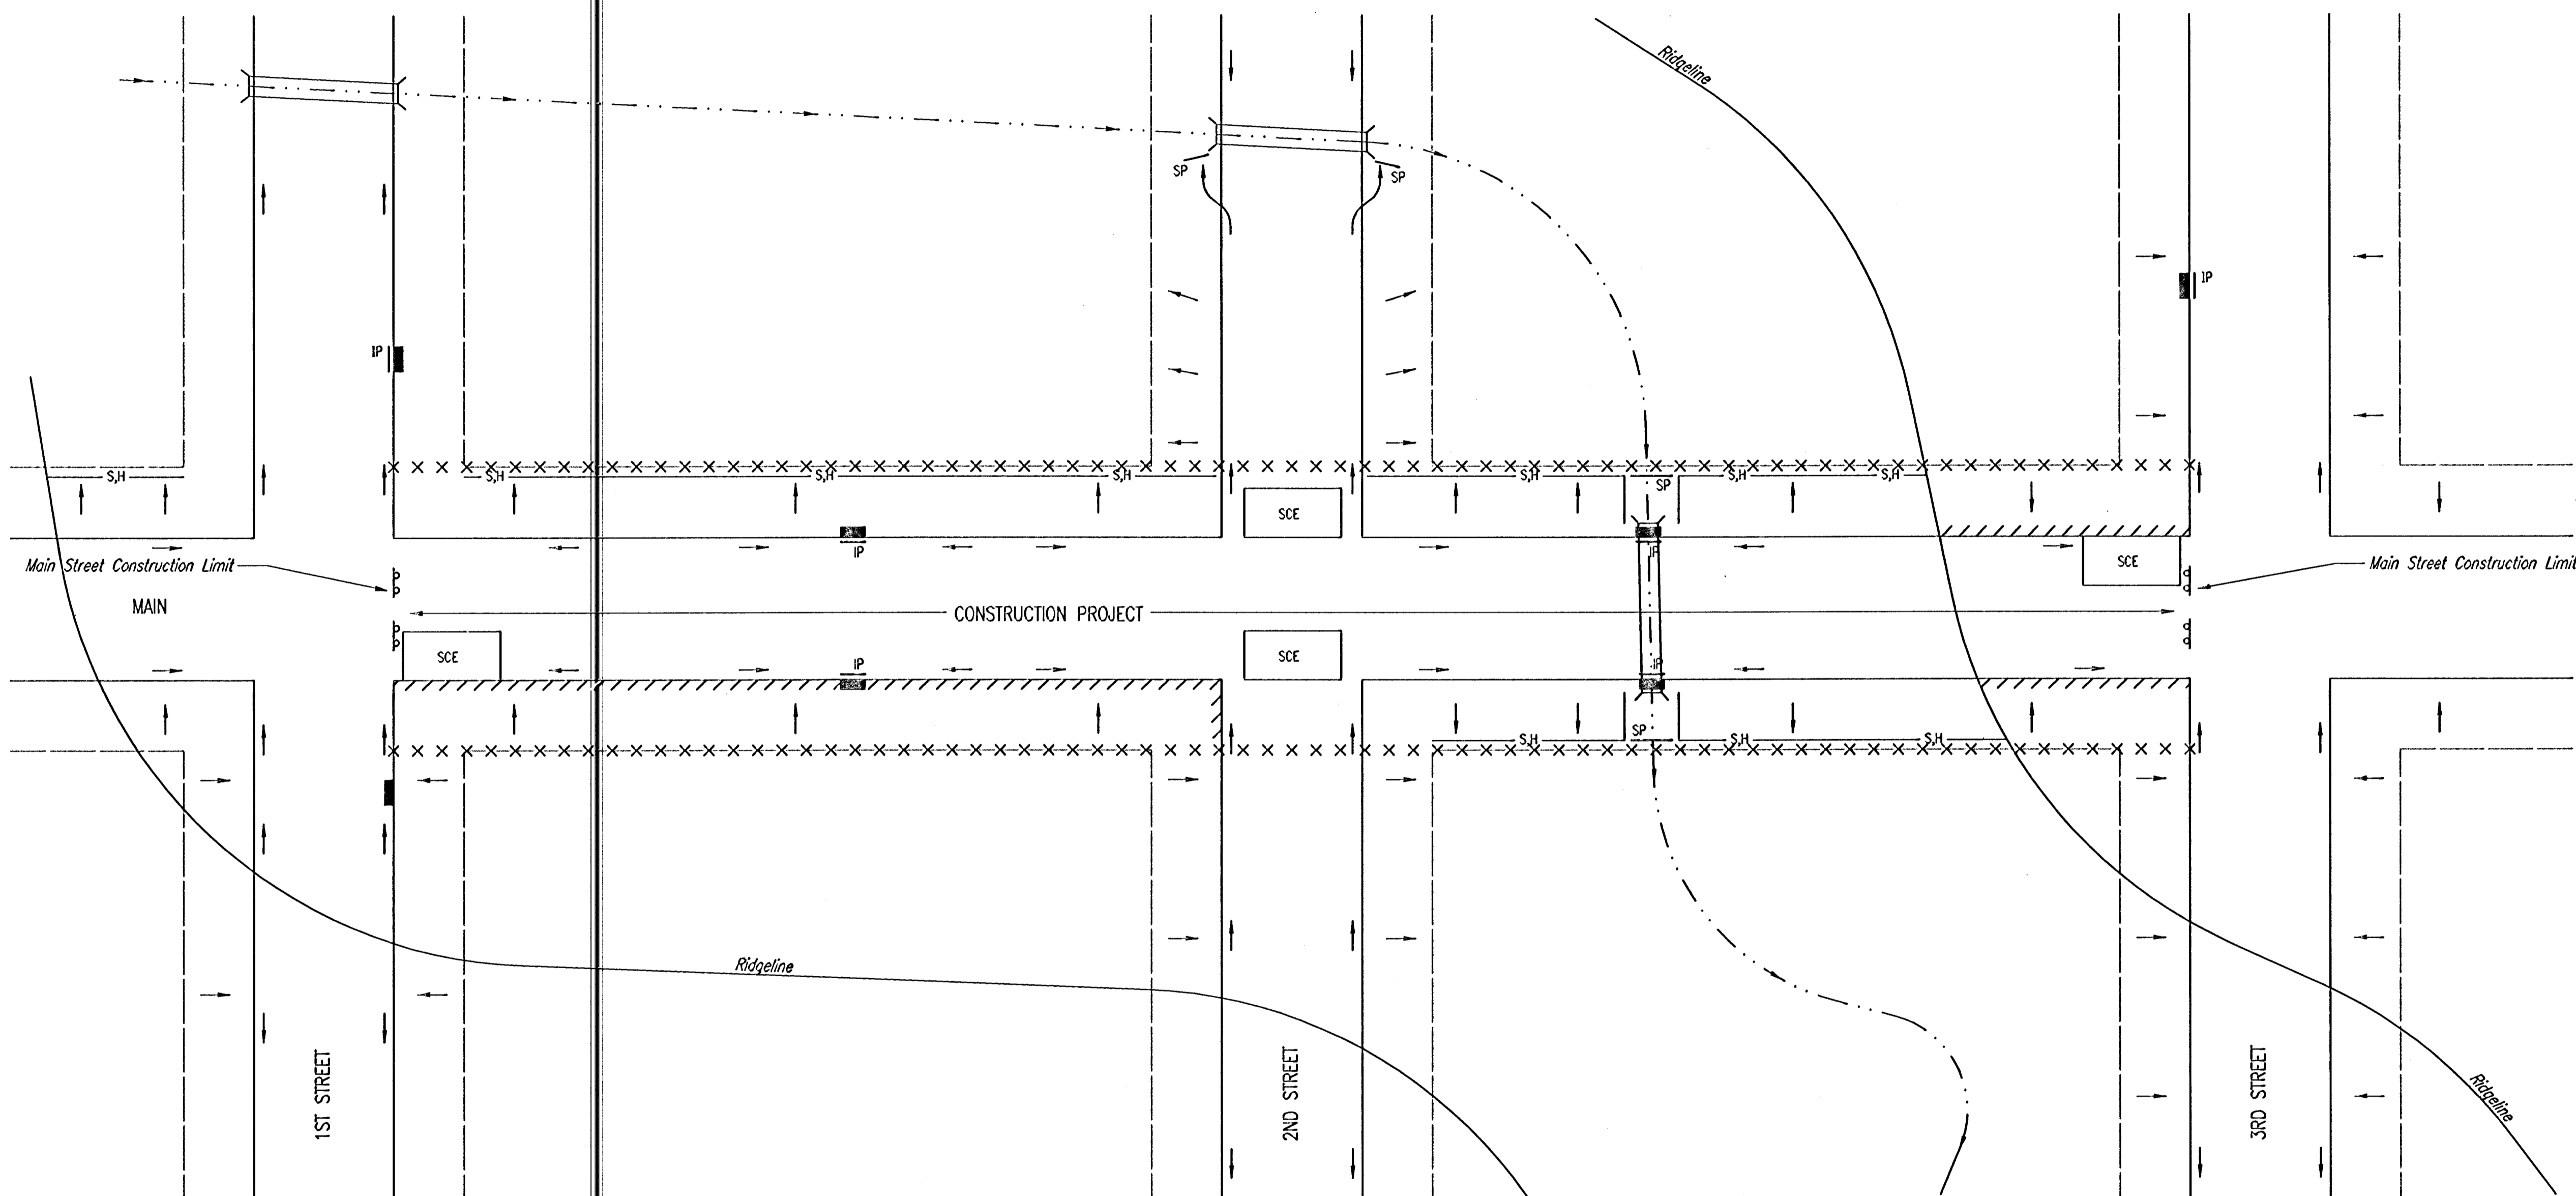 Ridgeline
SP
SP
IP
IP
S,H
S,H
S,H
S,H
S,H
SP
S,H
S,H
SCE
IP
IP
Main Street Construction Limit
SCE
Main Street Construction Limit
MAIN
CONSTRUCTION PROJECT
SCE
SCE
IP
IP
S,H
SP
S,H
S,H
Ridgeline
1ST STREET
2ND STREET
3RD STREET
Ridgeline